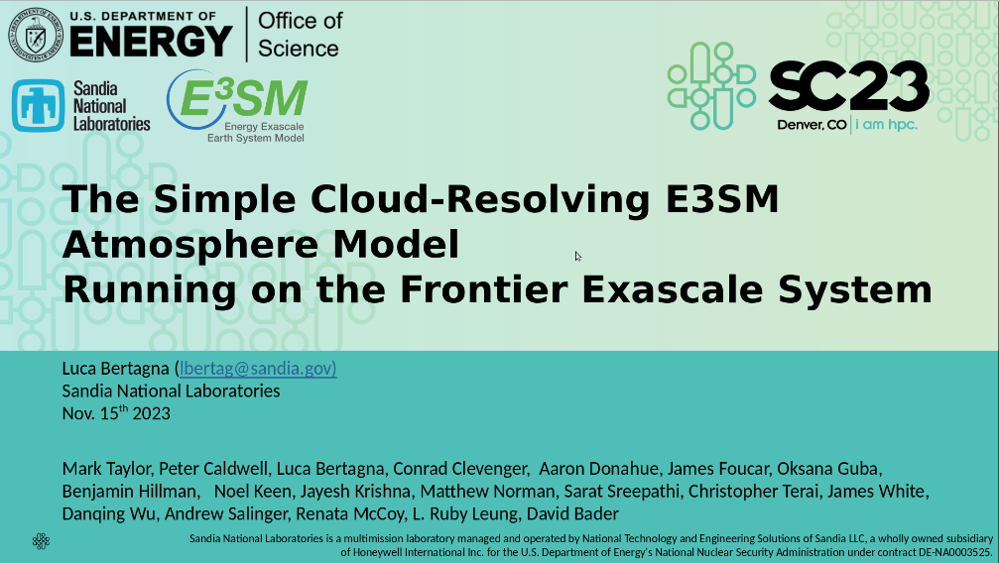 U.S. DEPARTMENT OF
ENERGY
Office of
Science
Sandia
National
Laboratories
E³SM
Energy Exascale
Earth System Model
SC23
Denver, CO | i am hpc.
The Simple Cloud-Resolving E3SM
Atmosphere Model
Running on the Frontier Exascale System
Luca Bertagna (lbertag@sandia.gov)
Sandia National Laboratories
Nov. 15th 2023
Mark Taylor, Peter Caldwell, Luca Bertagna, Conrad Clevenger, Aaron Donahue, James Foucar, Oksana Guba,
Benjamin Hillman, Noel Keen, Jayesh Krishna, Matthew Norman, Sarat Sreepathi, Christopher Terai, James White,
Danqing Wu, Andrew Salinger, Renata McCoy, L. Ruby Leung, David Bader
Sandia National Laboratories is a multimission laboratory managed and operated by National Technology and Engineering Solutions of Sandia LLC, a wholly owned subsidiary
of Honeywell International Inc. for the U.S. Department of Energy's National Nuclear Security Administration under contract DE-NA0003525.